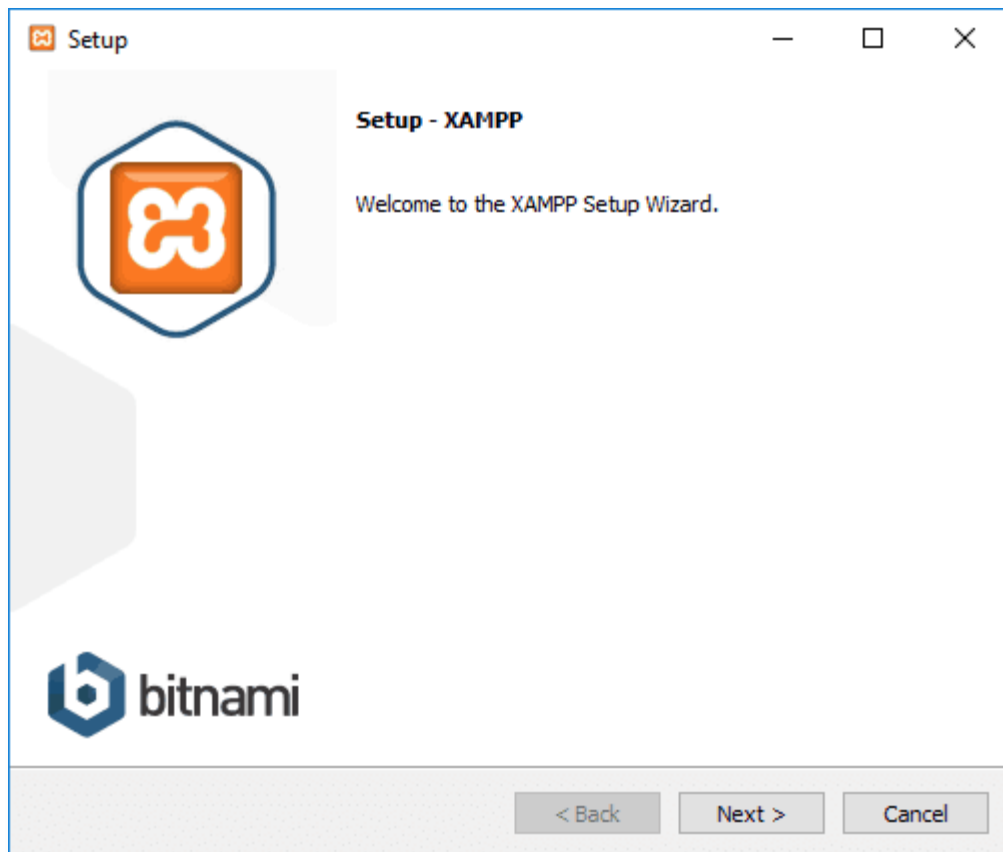 Setup
Setup - XAMPP
Welcome to the XAMPP Setup Wizard.
bitnami
< Back
Next >
Cancel